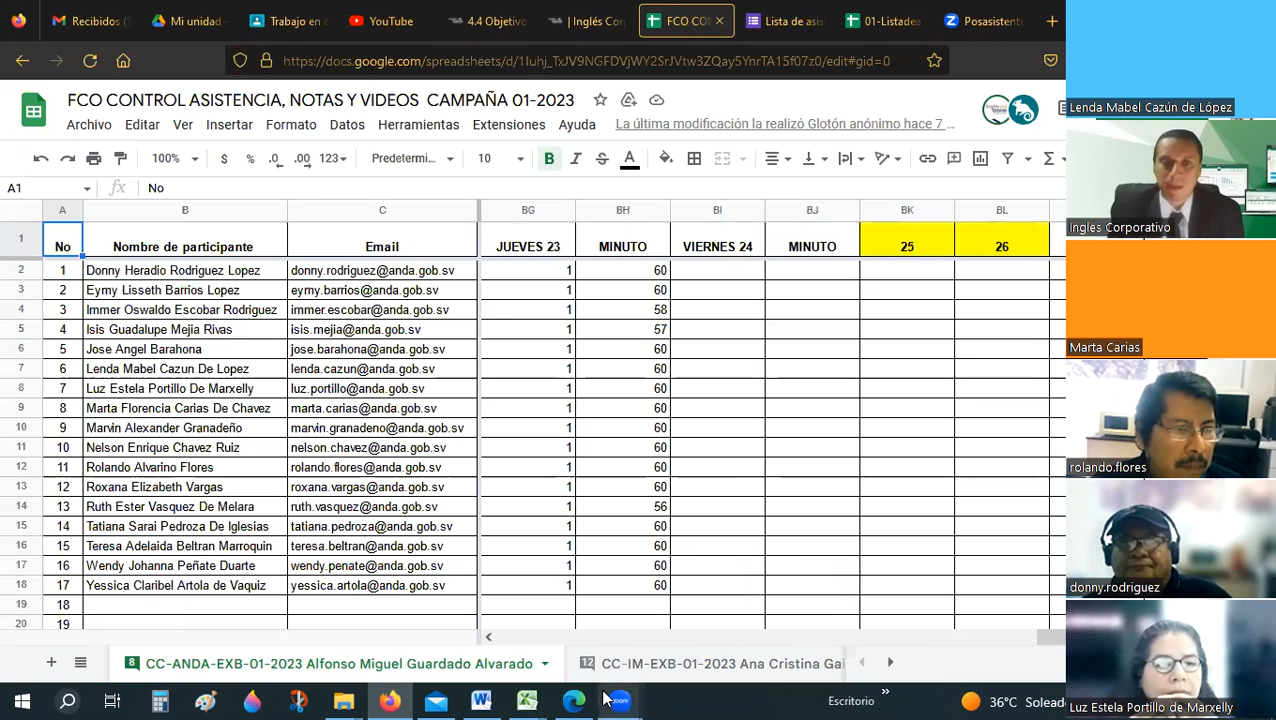 Recibidos (
Mi unidad -
Trabajo en c
YouTube
4.4 Objetivo
| Inglés Corp
FCO CON
Lista de asis
01-Listadea
Posasistente
https://docs.google.com/spreadsheets/d/1Iuhj_TxJV9NGFDVjWY2SrJVtw3ZQay5YnrTA15f07z0/edit#gid=0
FCO CONTROL ASISTENCIA, NOTAS Y VIDEOS CAMPAÑA 01-2023
Archivo Editar Ver Insertar Formato Datos Herramientas Extensiones Ayuda La última modificación la realizó Glotón anónimo hace 7 …
100% $ % .0 .00 123 Predetermi... 10 B I S A
A1 fx No
A B C BG BH BI BJ BK BL
1 No Nombre de participante Email JUEVES 23 MINUTO VIERNES 24 MINUTO 25 26
2 1 Donny Heradio Rodriguez Lopez donny.rodriguez@anda.gob.sv 1 60
3 2 Eymy Lisseth Barrios Lopez eymy.barrios@anda.gob.sv 1 60
4 3 Immer Oswaldo Escobar Rodriguez immer.escobar@anda.gob.sv 1 58
5 4 Isis Guadalupe Mejia Rivas isis.mejia@anda.gob.sv 1 57
6 5 Jose Angel Barahona jose.barahona@anda.gob.sv 1 60
7 6 Lenda Mabel Cazun De Lopez lenda.cazun@anda.gob.sv 1 60
8 7 Luz Estela Portillo De Marxelly luz.portillo@anda.gob.sv 1 60
9 8 Marta Florencia Carias De Chavez marta.carias@anda.gob.sv 1 60
10 9 Marvin Alexander Granadeño marvin.granadeno@anda.gob.sv 1 60
11 10 Nelson Enrique Chavez Ruiz nelson.chavez@anda.gob.sv 1 60
12 11 Rolando Alvarino Flores rolando.flores@anda.gob.sv 1 60
13 12 Roxana Elizabeth Vargas roxana.vargas@anda.gob.sv 1 60
14 13 Ruth Ester Vasquez De Melara ruth.vasquez@anda.gob.sv 1 56
15 14 Tatiana Sarai Pedroza De Iglesias tatiana.pedroza@anda.gob.sv 1 60
16 15 Teresa Adelaida Beltran Marroquin teresa.beltran@anda.gob.sv 1 60
17 16 Wendy Johanna Peñate Duarte wendy.penate@anda.gob.sv 1 60
18 17 Yessica Claribel Artola de Vaquiz yessica.artola@anda.gob.sv 1 60
19 18
20 19
8 CC-ANDA-EXB-01-2023 Alfonso Miguel Guardado Alvarado
12 CC-IM-EXB-01-2023 Ana Cristina Gai
zoom
Escritorio
36°C Soleado
Lenda Mabel Cazún de López
Ingles Corporativo
Marta Carias
rolando.flores
donny.rodriguez
Luz Estela Portillo de Marxelly